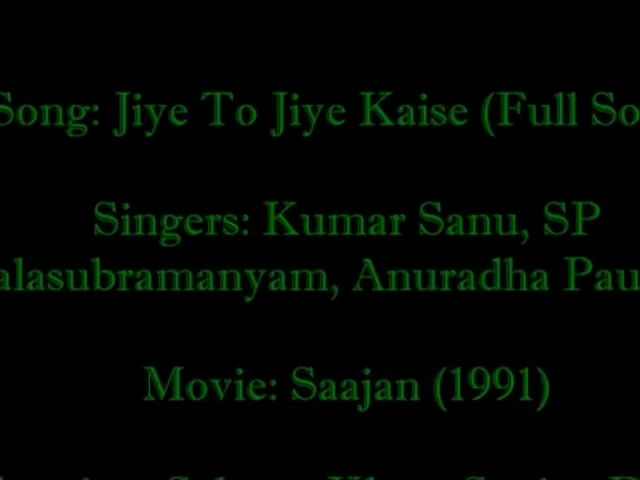 Song: Jiye To Jiye Kaise (Full So
Singers: Kumar Sanu, SP
alasubramanyam, Anuradha Pau
Movie: Saajan (1991)